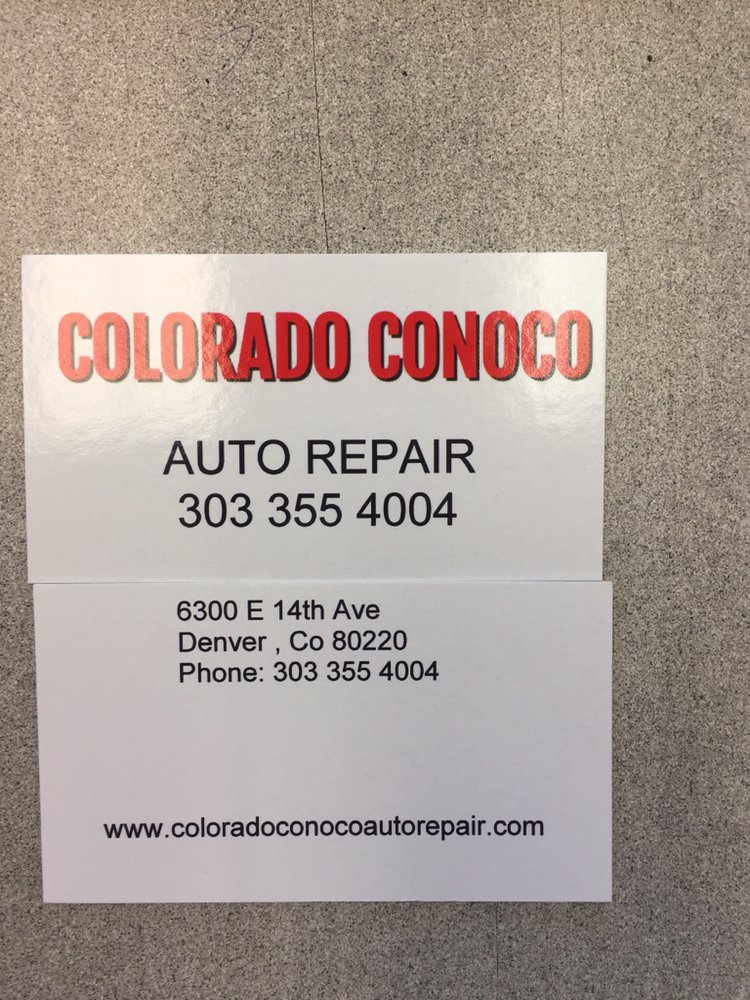 COLORADO CONOCO
AUTO REPAIR
303 355 4004
6300 E 14th Ave
Denver , Co 80220
Phone: 303 355 4004
www.coloradoconocoautorepair.com